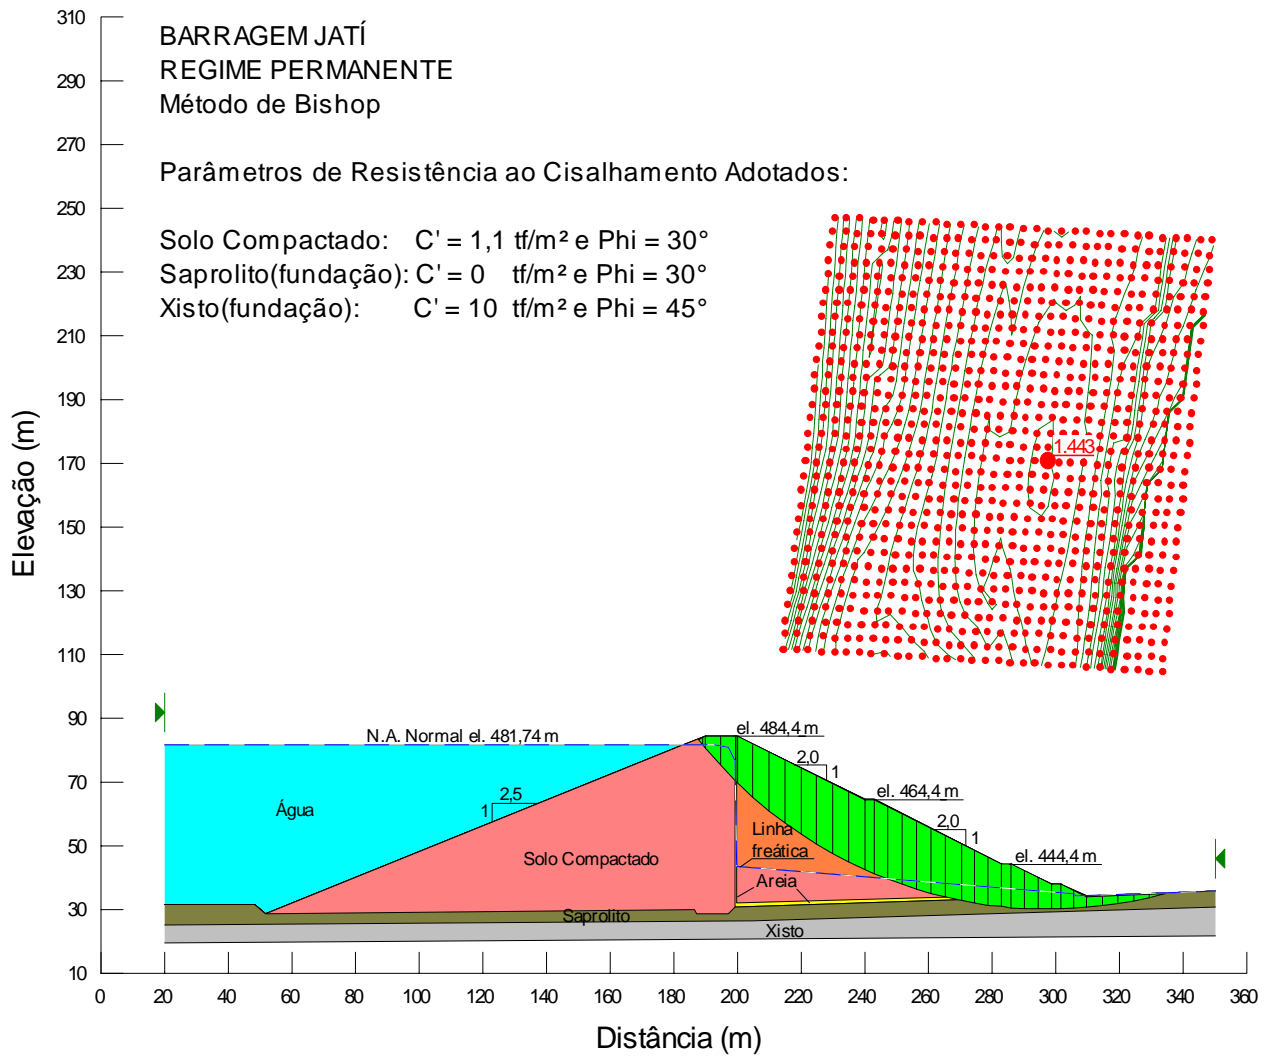 BARRAGEM JATÍ
REGIME PERMANENTE
Método de Bishop
Parâmetros de Resistência ao Cisalhamento Adotados:
Solo Compactado: C' = 1,1 tf/m² e Phi = 30°
Saprolito(fundação): C' = 0 tf/m² e Phi = 30°
Xisto(fundação): C' = 10 tf/m² e Phi = 45°
310
290
270
250
230
210
190
170
150
130
110
90
70
50
30
10
Elevação (m)
1.443
N.A. Normal el. 481,74 m
el. 484,4 m
2,0
1
el. 464,4 m
2,5
1
2,0
1
Água
Solo Compactado
Linha
freática
el. 444,4 m
Areia
Saprolito
Xisto
0 20 40 60 80 100 120 140 160 180 200 220 240 260 280 300 320 340 360
Distância (m)